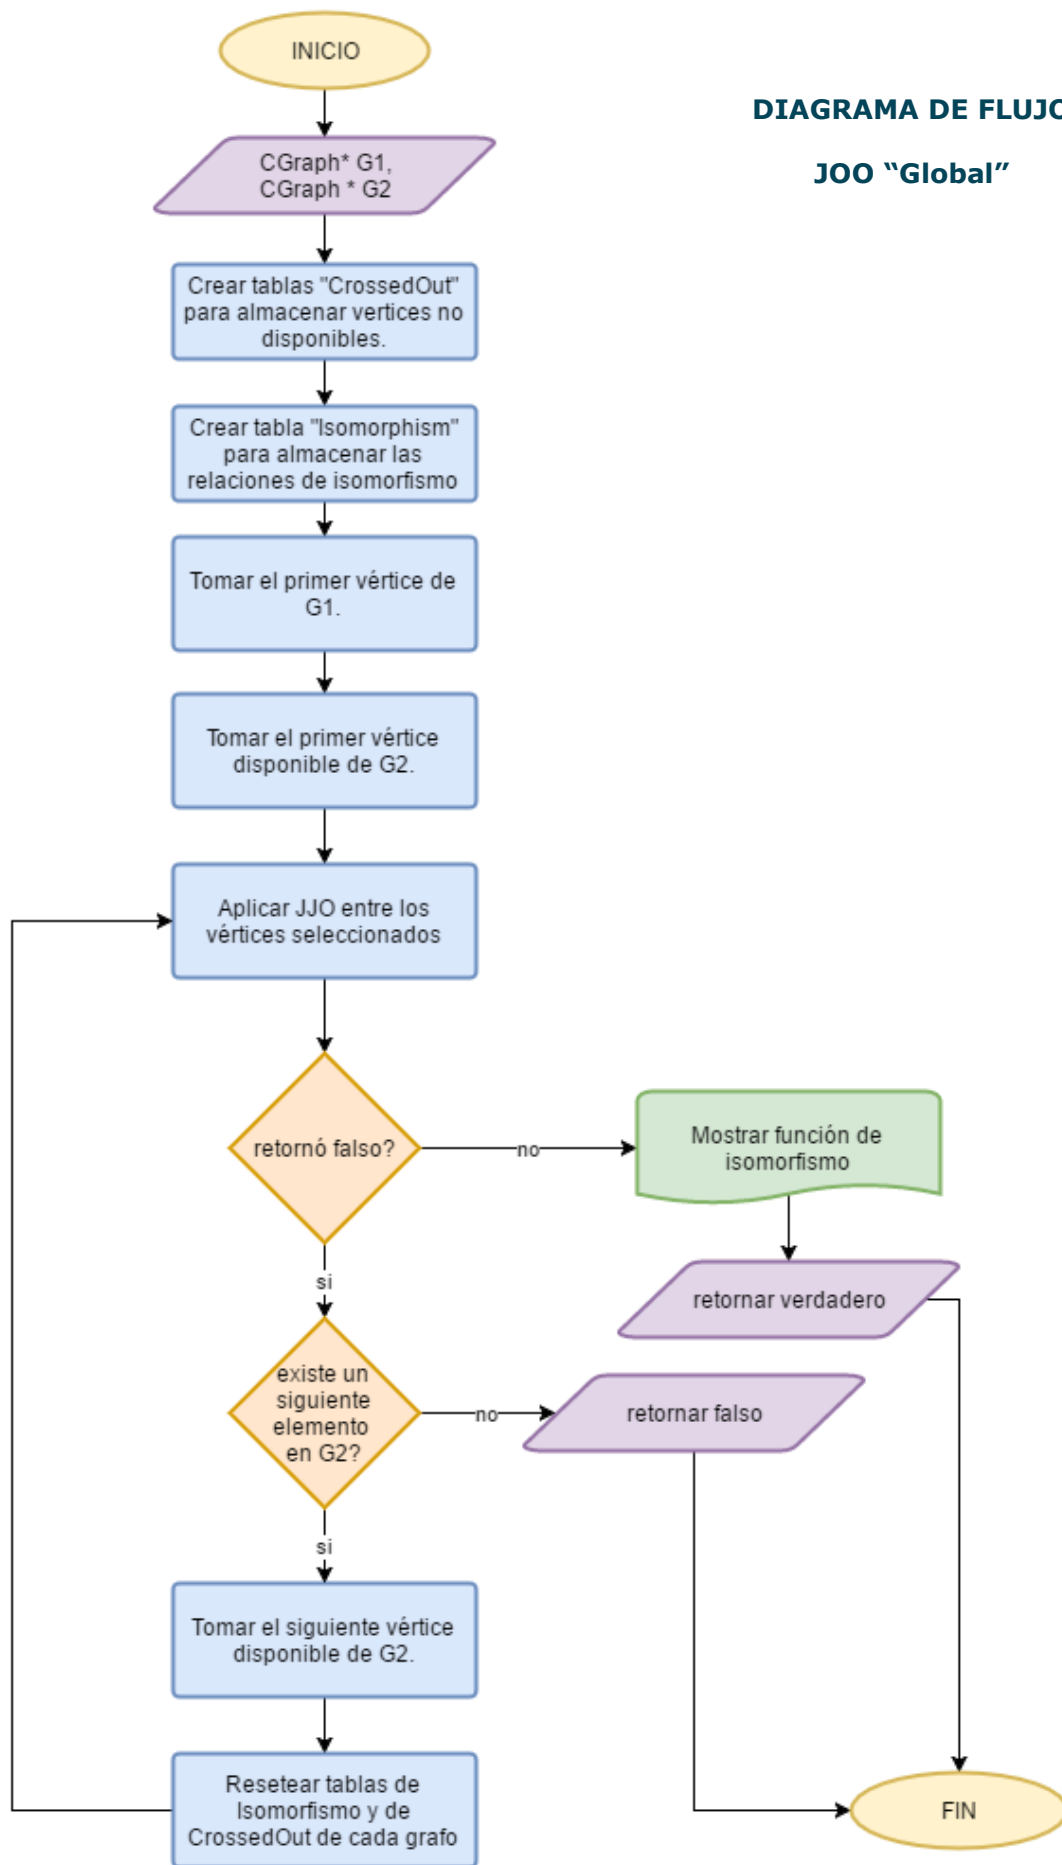 INICIO
DIAGRAMA DE FLUJO
JOO “Global”
CGraph* G1,
CGraph * G2
Crear tablas "CrossedOut"
para almacenar vertices no
disponibles.
Crear tabla "Isomorphism"
para almacenar las
relaciones de isomorfismo
Tomar el primer vértice de
G1.
Tomar el primer vértice
disponible de G2.
Aplicar JJO entre los
vértices seleccionados
retornó falso?
no
Mostrar función de
isomorfismo
si
retornar verdadero
existe un
siguiente
elemento
en G2?
no
retornar falso
si
Tomar el siguiente vértice
disponible de G2.
Resetear tablas de
Isomorfismo y de
CrossedOut de cada grafo
FIN